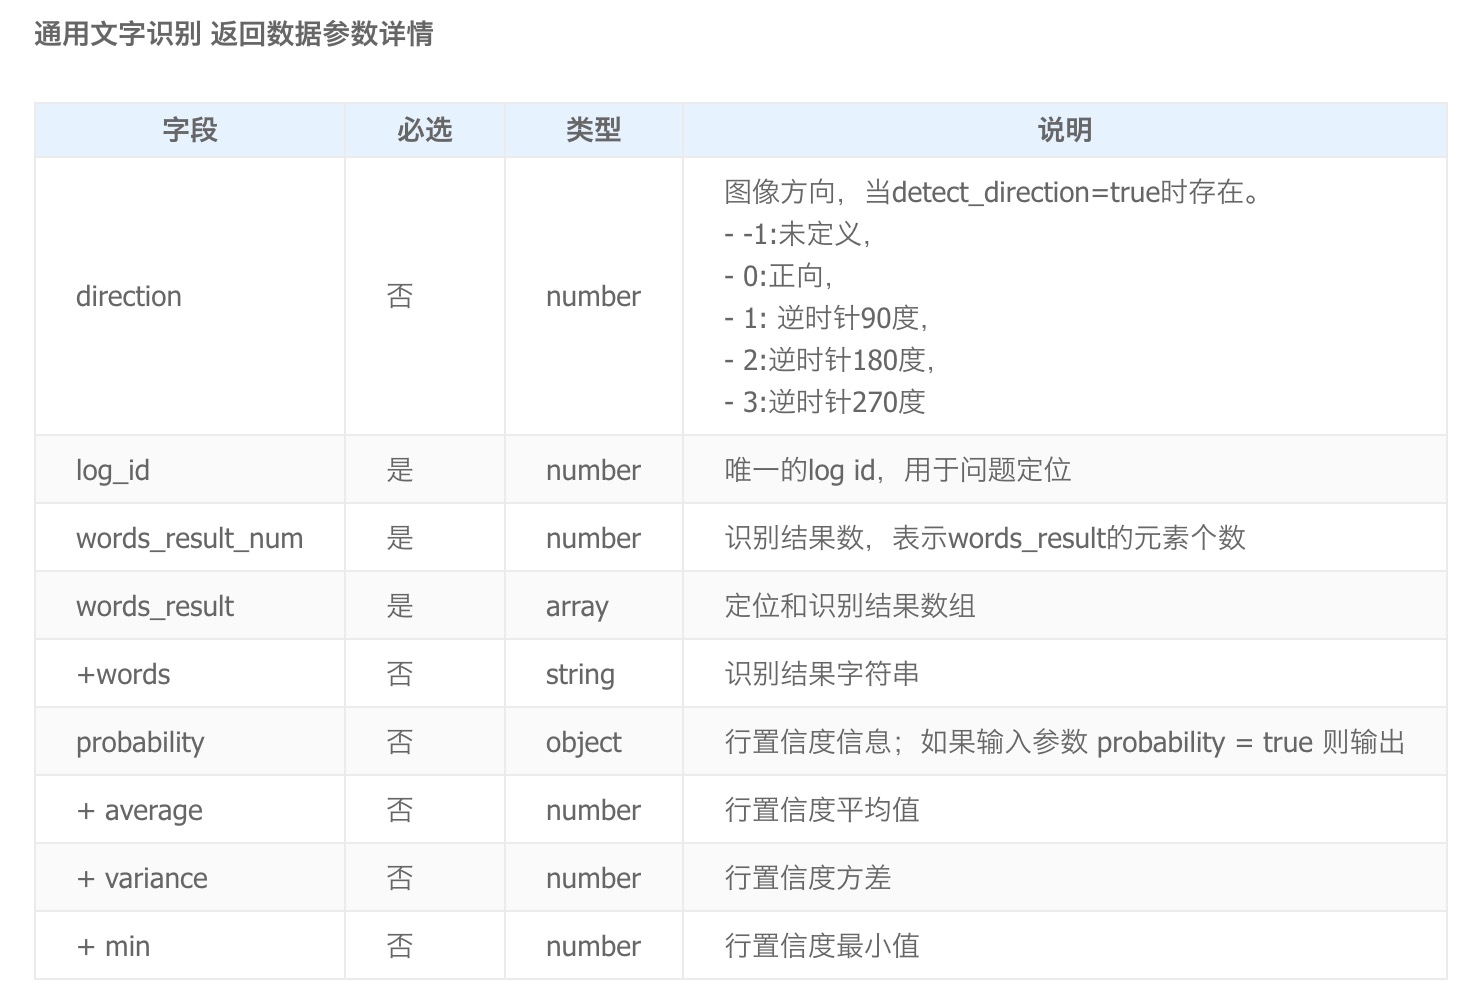 通用文字识别 返回数据参数详情
字段 必选 类型 说明
direction 否 number 图像方向，当detect_direction=true时存在。
- -1:未定义，
- 0:正向，
- 1: 逆时针90度，
- 2:逆时针180度，
- 3:逆时针270度
log_id 是 number 唯一的log id，用于问题定位
words_result_num 是 number 识别结果数，表示words_result的元素个数
words_result 是 array 定位和识别结果数组
+words 否 string 识别结果字符串
probability 否 object 行置信度信息；如果输入参数 probability = true 则输出
+ average 否 number 行置信度平均值
+ variance 否 number 行置信度方差
+ min 否 number 行置信度最小值